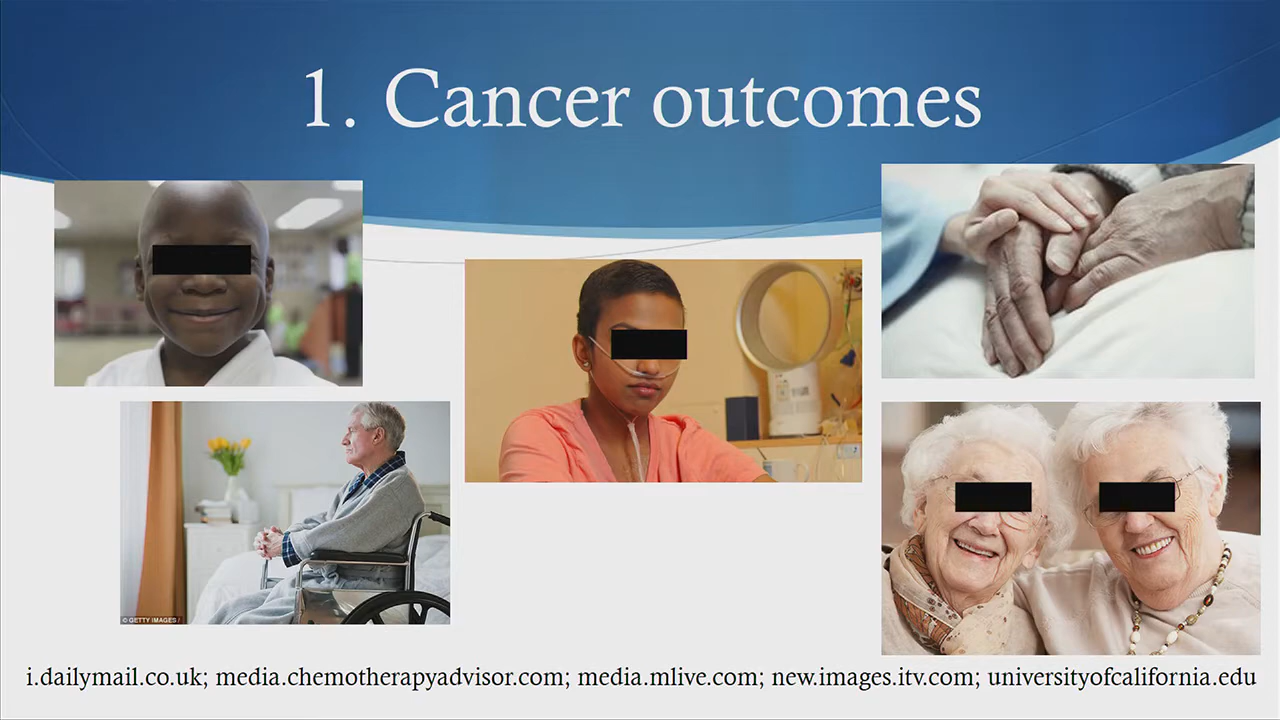 1. Cancer outcomes
© GETTY IMAGES /
i.dailymail.co.uk; media.chemotherapyadvisor.com; media.mlive.com; new.images.itv.com; universityofcalifornia.edu